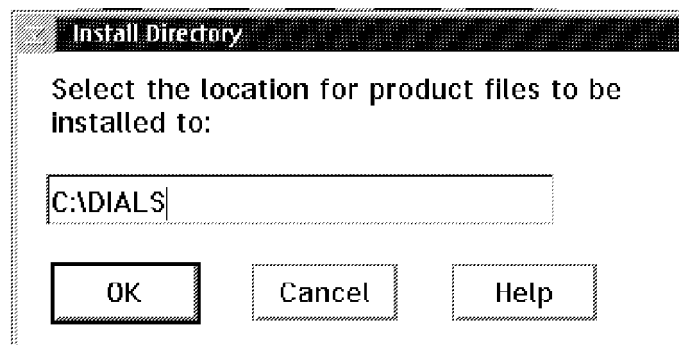 Install Directory
Select the location for product files to be
installed to:
C:\DIALS
OK Cancel Help